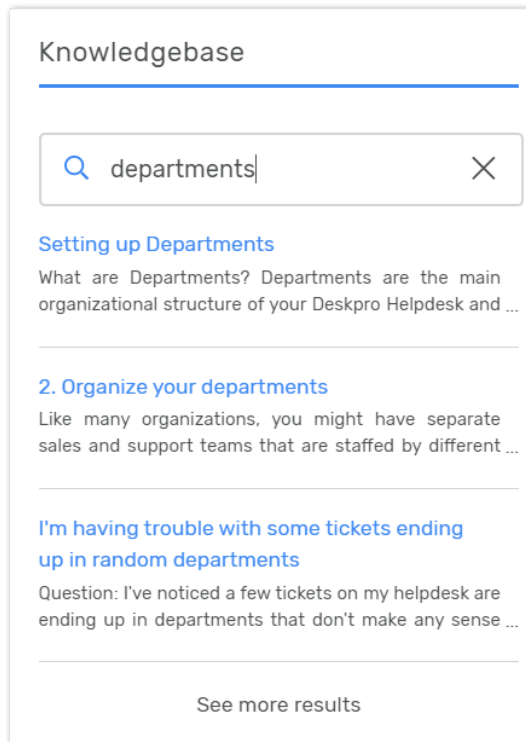 Knowledgebase
departments
Setting up Departments
What are Departments? Departments are the main
organizational structure of your Deskpro Helpdesk and ...
2. Organize your departments
Like many organizations, you might have separate
sales and support teams that are staffed by different ...
I'm having trouble with some tickets ending
up in random departments
Question: I've noticed a few tickets on my helpdesk are
ending up in departments that don't make any sense ...
See more results